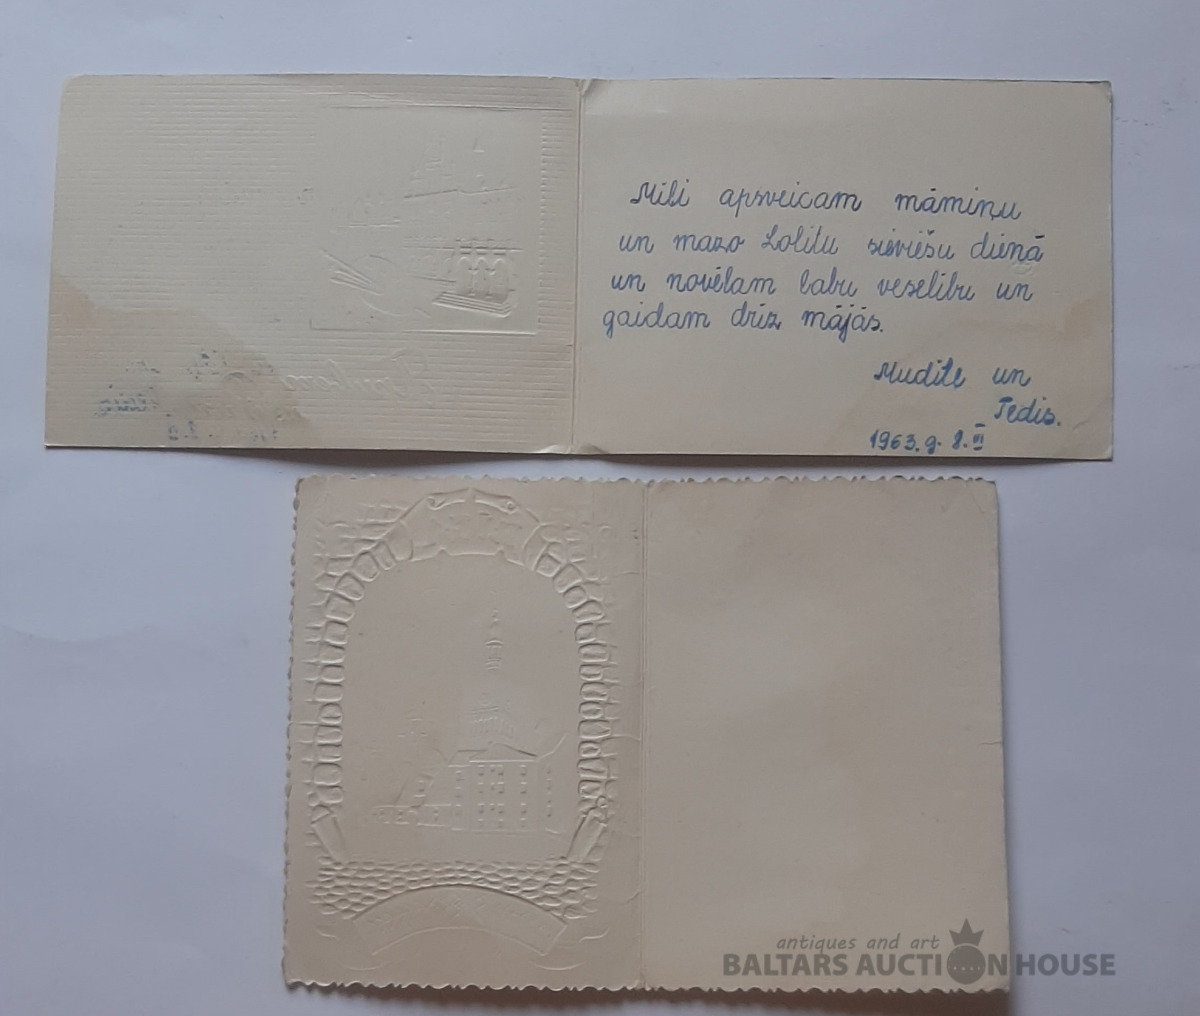 Mīļi apsveicam māmiņu
un mazo Lolitu sieviešu dienā
un novēlam labu veselību un
gaidam drīz mājās.
Mudīte un
Tedis.
1963. g. 8. III
antiques and art
BALTARS AUCTION HOUSE